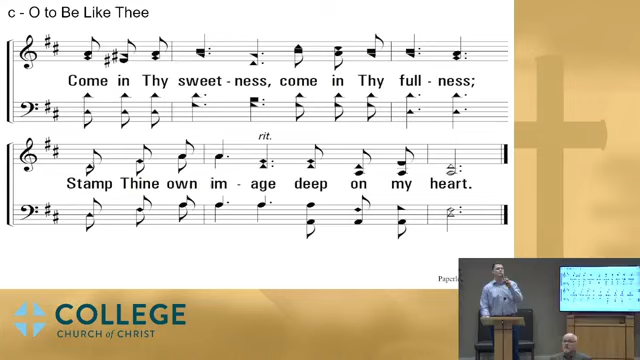 c - O to Be Like Thee
Come in Thy sweet - ness, come in Thy full - ness;
rit.
Stamp Thine own im - age deep on my heart.
COLLEGE
CHURCH of CHRIST